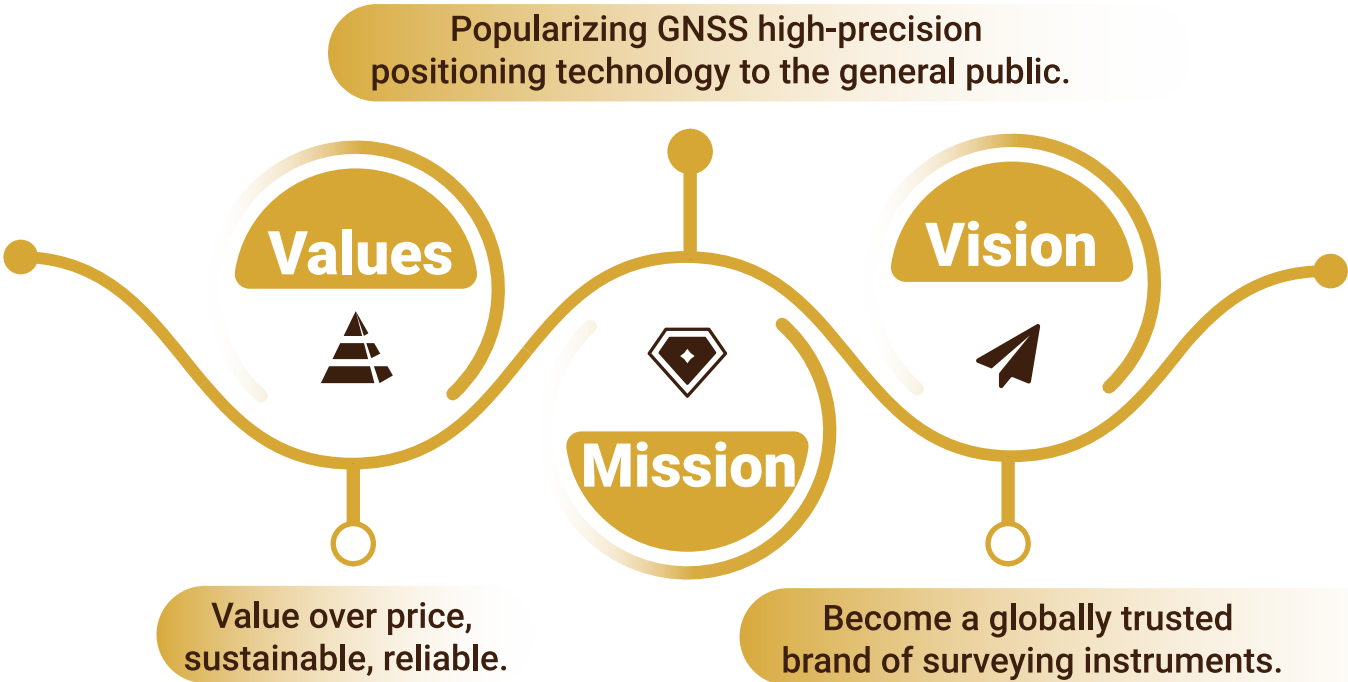 Popularizing GNSS high-precision
positioning technology to the general public.
Values
Vision
Mission
Value over price,
sustainable, reliable.
Become a globally trusted
brand of surveying instruments.